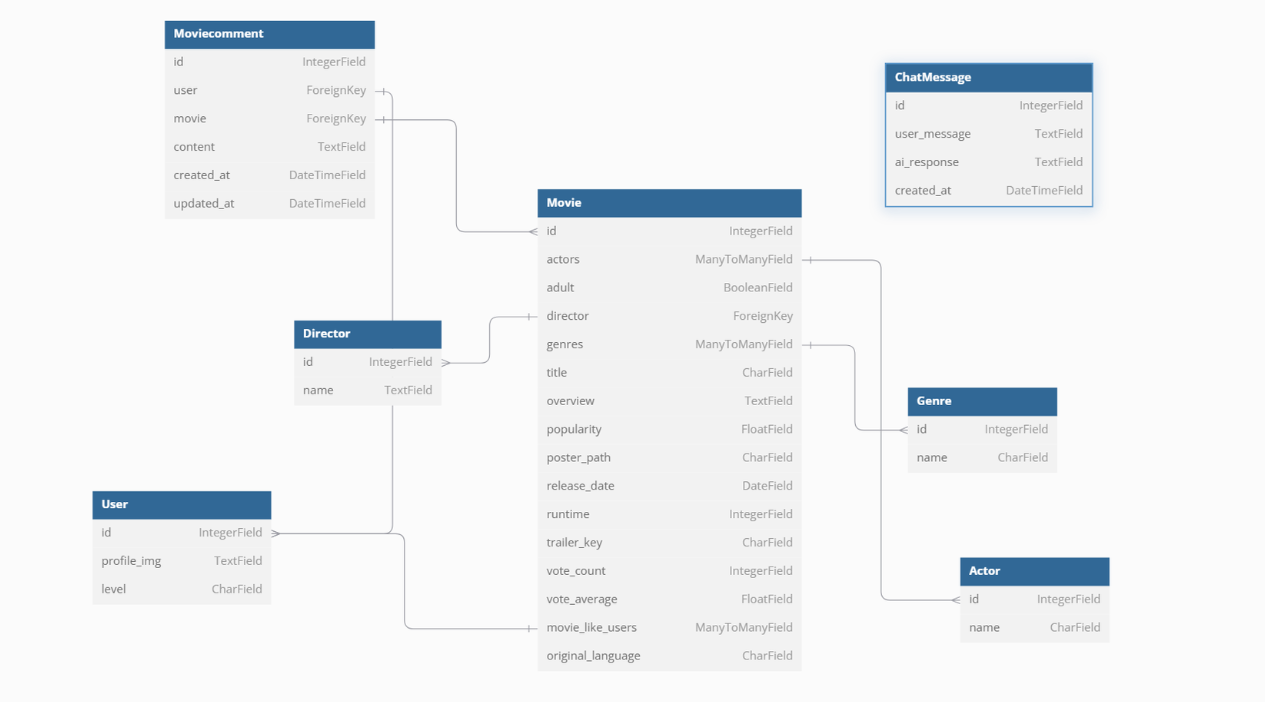 Moviecomment
id IntegerField
user ForeignKey
movie ForeignKey
content TextField
created_at DateTimeField
updated_at DateTimeField
ChatMessage
id IntegerField
user_message TextField
ai_response TextField
created_at DateTimeField
Movie
id IntegerField
actors ManyToManyField
adult BooleanField
director ForeignKey
genres ManyToManyField
title CharField
overview TextField
popularity FloatField
poster_path CharField
release_date DateField
runtime IntegerField
trailer_key CharField
vote_count IntegerField
vote_average FloatField
movie_like_users ManyToManyField
original_language CharField
Director
id IntegerField
name TextField
Genre
id IntegerField
name CharField
User
id IntegerField
profile_img TextField
level CharField
Actor
id IntegerField
name CharField